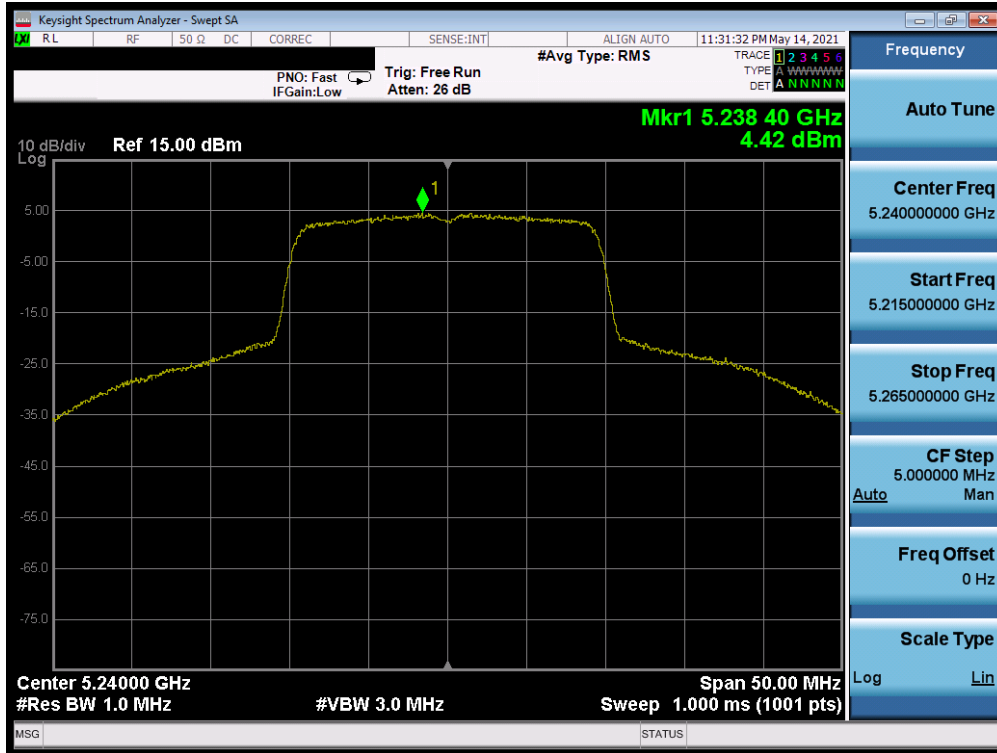 Keysight Spectrum Analyzer - Swept SA
LXI RL RF 50 Ω DC CORREC SENSE:INT ALIGN AUTO 11:31:32 PM May 14, 2021
#Avg Type: RMS TRACE 1 2 3 4 5 6
PNO: Fast Trig: Free Run TYPE A WWWWW
IFGain:Low Atten: 26 dB DET A N N N N N
Mkr1 5.238 40 GHz
4.42 dBm
10 dB/div Ref 15.00 dBm
Log
1
5.00
-5.00
-15.0
-25.0
-35.0
-45.0
-55.0
-65.0
-75.0
Center 5.24000 GHz Span 50.00 MHz
#Res BW 1.0 MHz #VBW 3.0 MHz Sweep 1.000 ms (1001 pts)
MSG STATUS
Frequency
Auto Tune
Center Freq
5.240000000 GHz
Start Freq
5.215000000 GHz
Stop Freq
5.265000000 GHz
CF Step
5.000000 MHz
Auto Man
Freq Offset
0 Hz
Scale Type
Log Lin